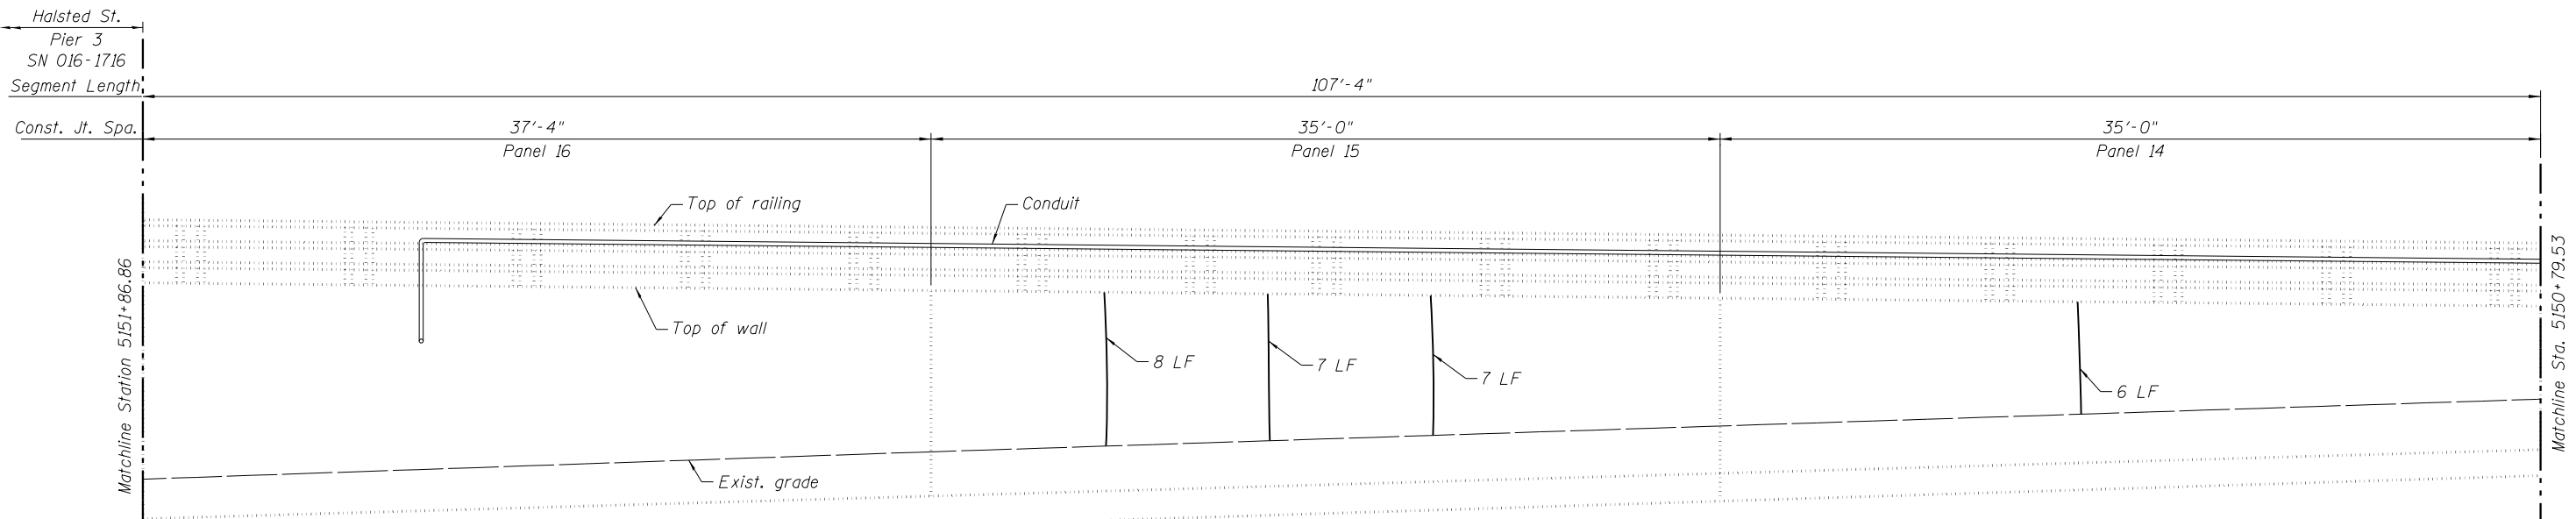 Halsted St.
Pier 3
SN 016-1716
Segment Length
107'-4"
Const. Jt. Spa.
37'-4"
35'-0"
35'-0"
Panel 16
Panel 15
Panel 14
Top of railing
Conduit
Matchline Station 5151+86.86
Matchline Sta. 5150+79.53
Top of wall
8 LF
7 LF
7 LF
6 LF
Exist. grade